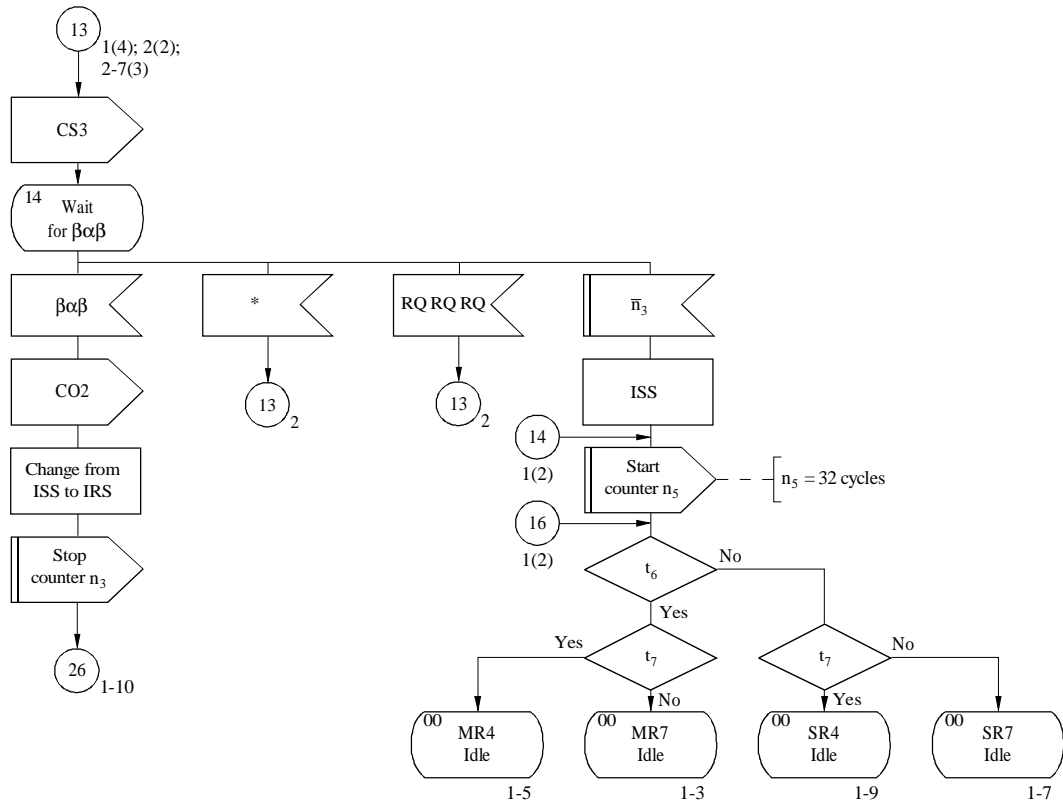 13
1(4); 2(2);
2-7(3)
CS3
14
Wait
for βαβ
βαβ
*
RQ RQ RQ
n̅₃
CO2
13
2
13
2
ISS
14
1(2)
Change from
ISS to IRS
Start
counter n₅
n₅ = 32 cycles
16
1(2)
Stop
counter n₃
t₆
No
Yes
26
1-10
Yes
t₇
No
t₇
No
Yes
00
MR4
Idle
1-5
00
MR7
Idle
1-3
00
SR4
Idle
1-9
00
SR7
Idle
1-7